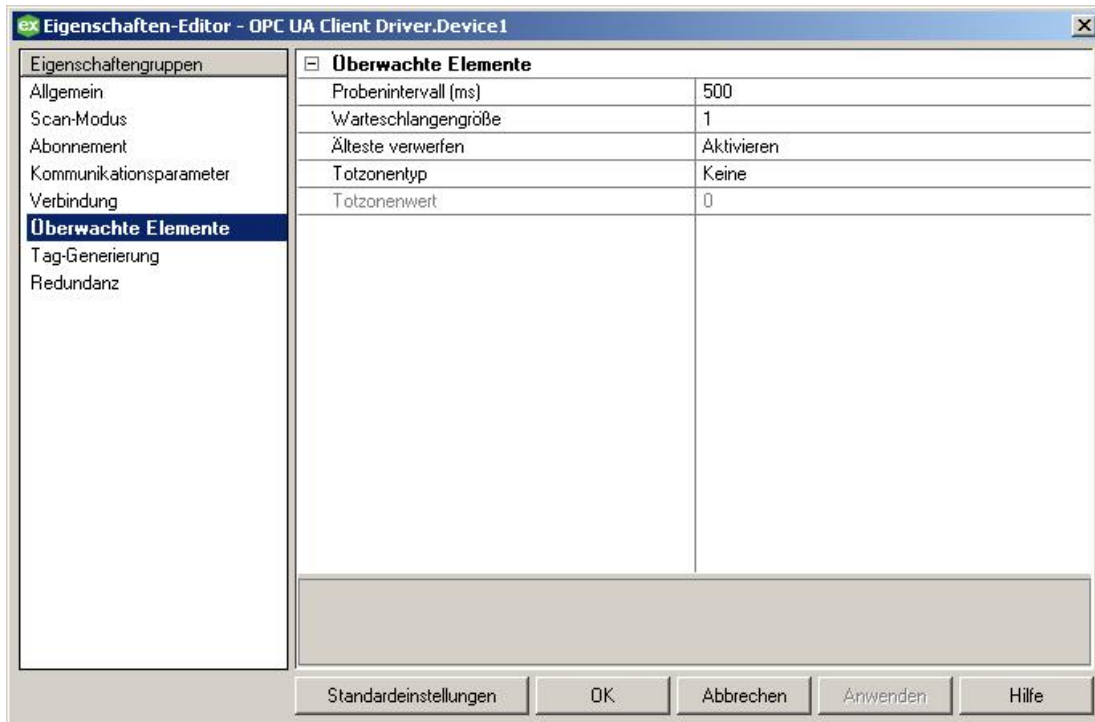 ex Eigenschaften-Editor - OPC UA Client Driver.Device1
Eigenschaftengruppen
Allgemein
Scan-Modus
Abonnement
Kommunikationsparameter
Verbindung
Überwachte Elemente
Tag-Generierung
Redundanz
Überwachte Elemente
Probenintervall (ms) 500
Warteschlangengröße 1
Älteste verwerfen Aktivieren
Totzonentyp Keine
Totzonenwert 0
Standardeinstellungen OK Abbrechen Anwenden Hilfe